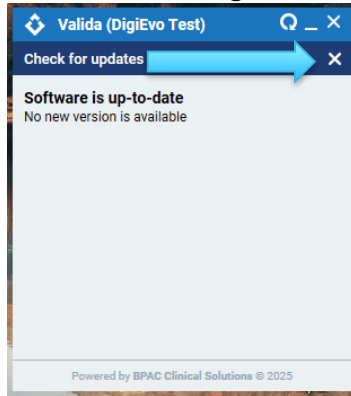 Valida (DigiEvo Test)
Check for updates
Software is up-to-date
No new version is available
Powered by BPAC Clinical Solutions © 2025